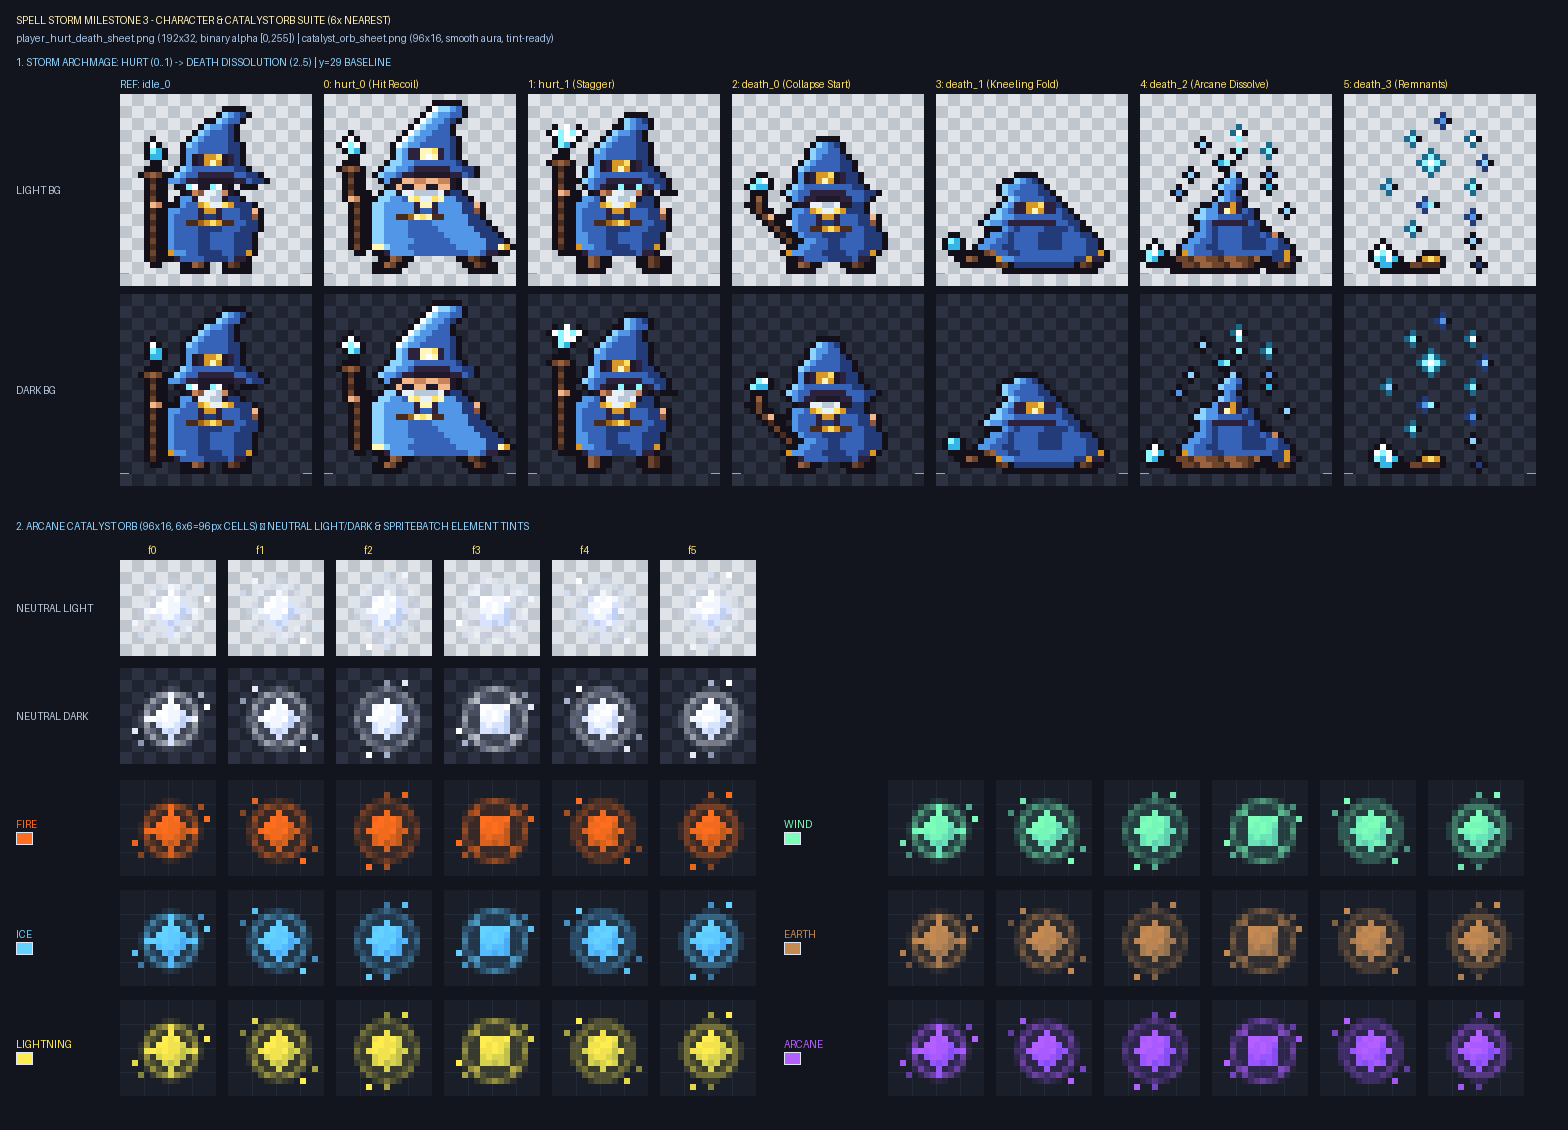 SPELL STORM MILESTONE 3 - CHARACTER & CATALYST ORB SUITE (6x NEAREST)
player_hurt_death_sheet.png (192x32, binary alpha [0,255]) | catalyst_orb_sheet.png (96x16, smooth aura, tint-ready)
1. STORM ARCHMAGE: HURT (0..1) -> DEATH DISSOLUTION (2..5) | y=29 BASELINE
REF: idle_0
0: hurt_0 (Hit Recoil)
1: hurt_1 (Stagger)
2: death_0 (Collapse Start)
3: death_1 (Kneeling Fold)
4: death_2 (Arcane Dissolve)
5: death_3 (Remnants)
LIGHT BG
DARK BG
2. ARCANE CATALYST ORB (96x16, 6x6=96px CELLS) ▯ NEUTRAL LIGHT/DARK & SPRITEBATCH ELEMENT TINTS
f0
f1
f2
f3
f4
f5
NEUTRAL LIGHT
NEUTRAL DARK
FIRE
WIND
ICE
EARTH
LIGHTNING
ARCANE